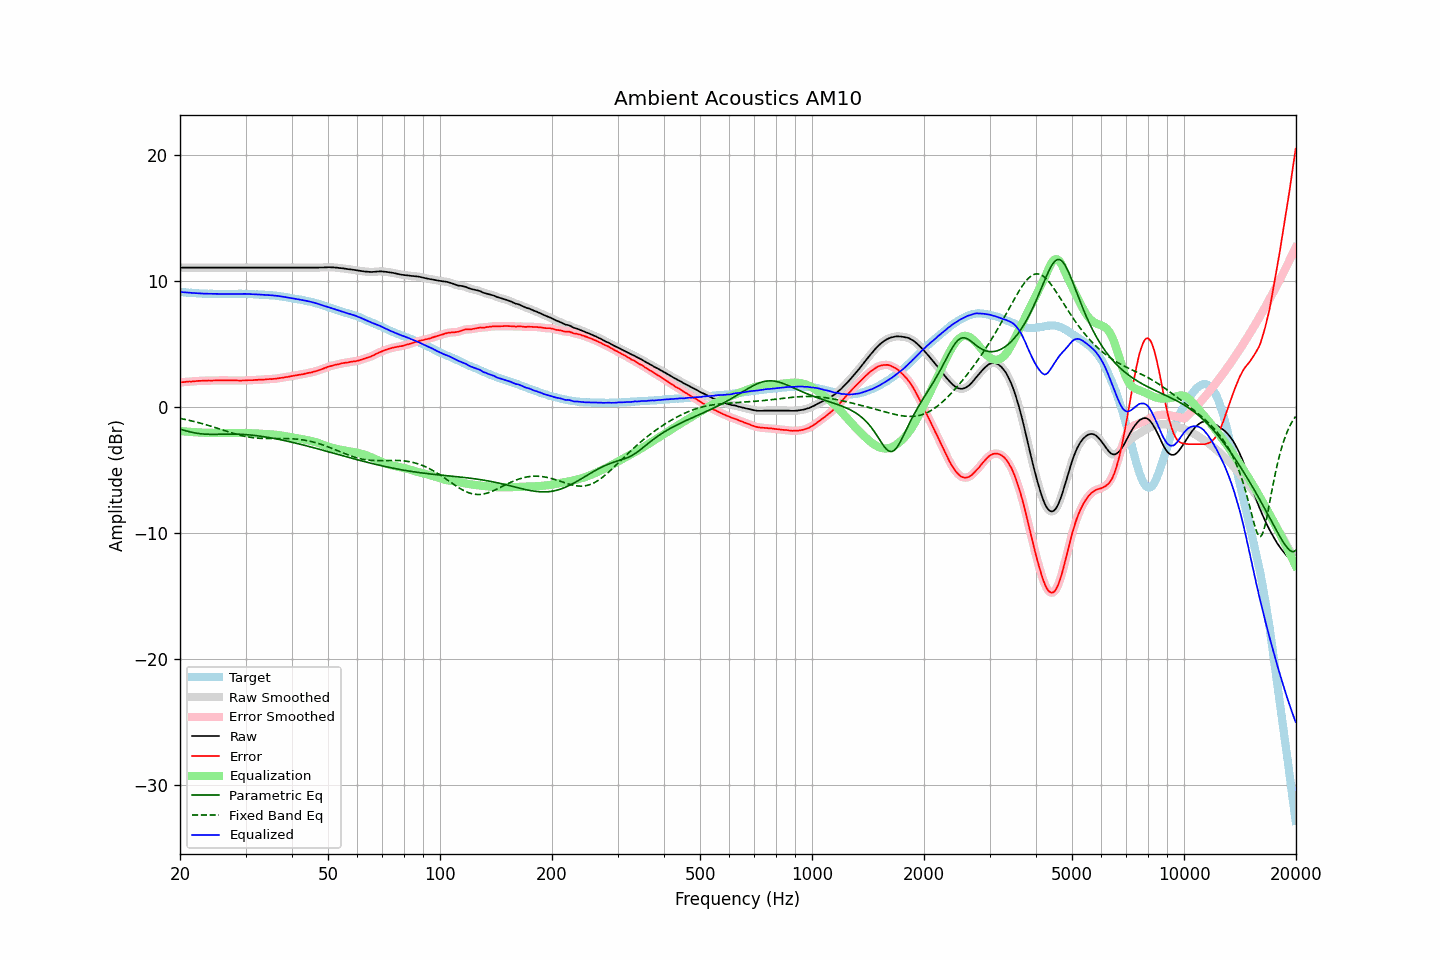 Ambient Acoustics AM10
Amplitude (dBr)
20
10
0
−10
−20
−30
Target
Raw Smoothed
Error Smoothed
Raw
Error
Equalization
Parametric Eq
Fixed Band Eq
Equalized
20
50
100
200
500
1000
2000
5000
10000
20000
Frequency (Hz)